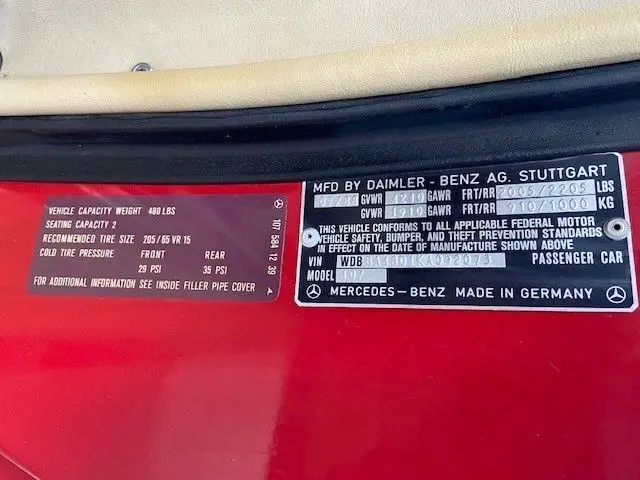 VEHICLE CAPACITY WEIGHT 480 LBS
SEATING CAPACITY 2
RECOMMENDED TIRE SIZE 205/65 VR 15
COLD TIRE PRESSURE FRONT REAR
29 PSI 35 PSI
FOR ADDITIONAL INFORMATION SEE INSIDE FILLER PIPE COVER
107 584 12 39
A
MFD BY DAIMLER-BENZ AG. STUTTGART
GVWR GAWR FRT/RR 2005/2205 LBS
GVWR 1910 GAWR FRT/RR 910/1000 KG
THIS VEHICLE CONFORMS TO ALL APPLICABLE FEDERAL MOTOR
VEHICLE SAFETY, BUMPER, AND THEFT PREVENTION STANDARDS
IN EFFECT ON THE DATE OF MANUFACTURE SHOWN ABOVE
VIN WDB PASSENGER CAR
MODEL 107
MERCEDES-BENZ MADE IN GERMANY